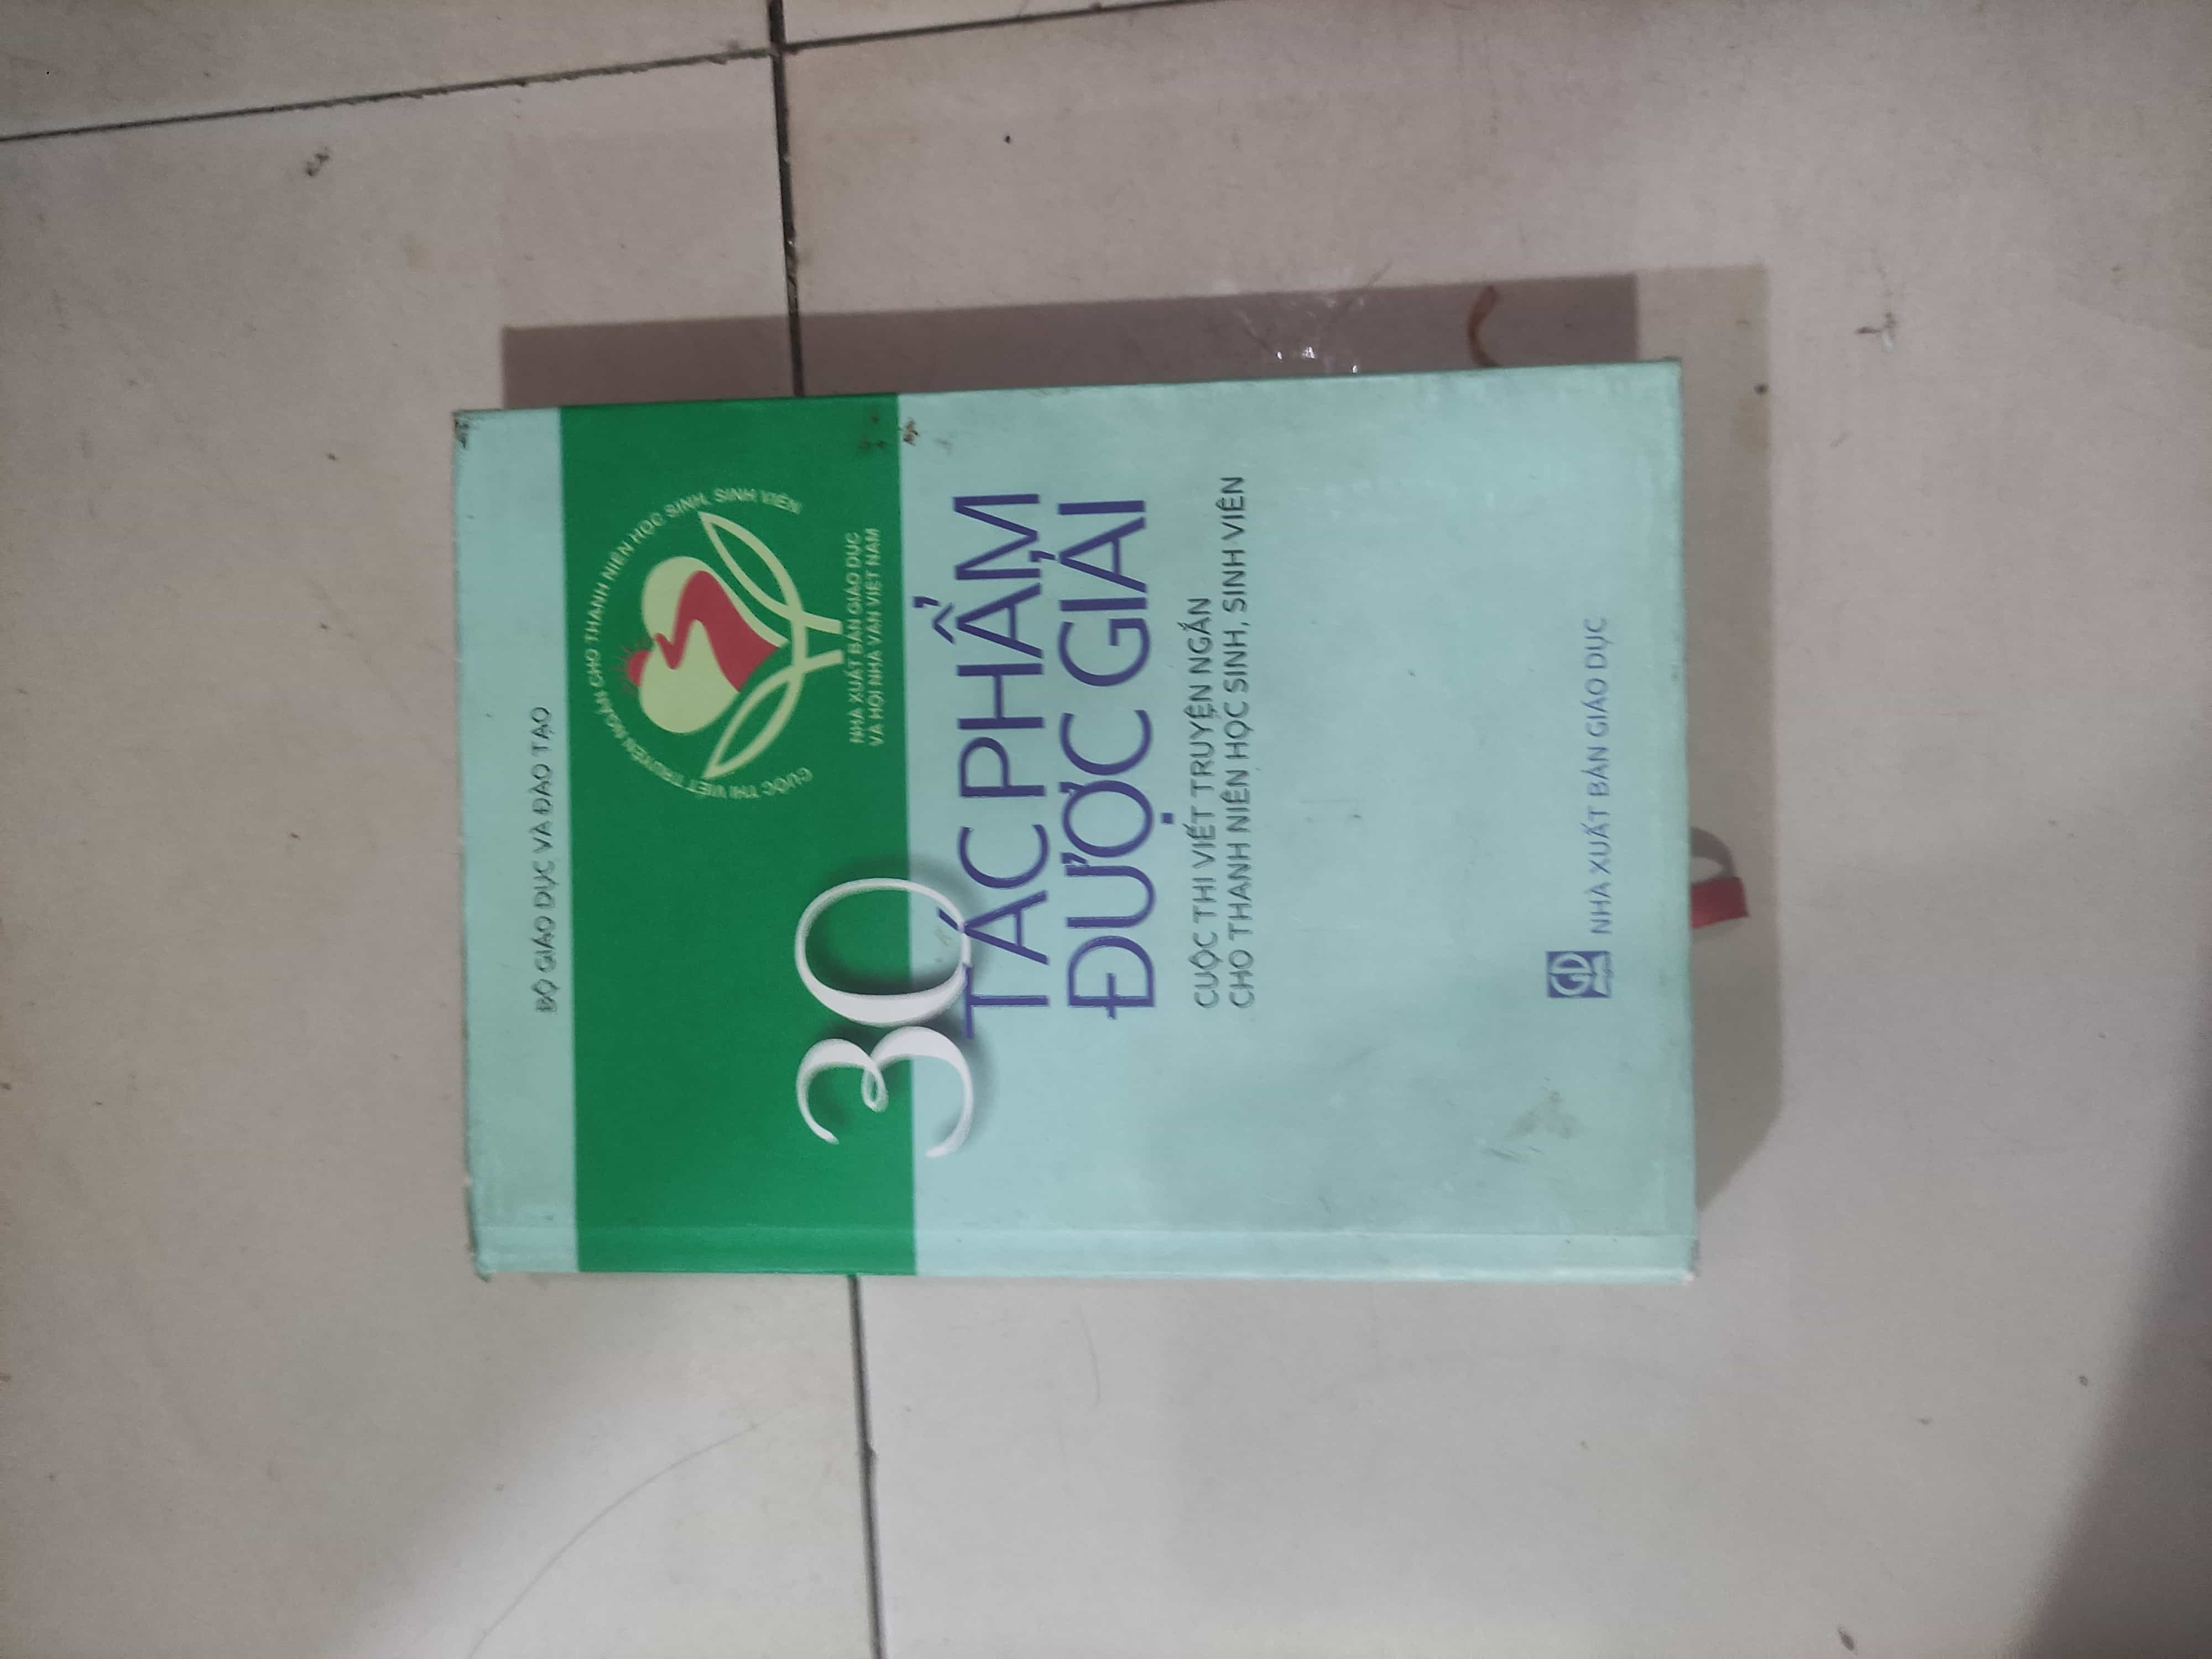 BỘ GIÁO DỤC VÀ ĐÀO TẠO
CUỘC THI VIẾT TRUYỆN NGẮN CHO THANH NIÊN HỌC SINH, SINH VIÊN
NHÀ XUẤT BẢN GIÁO DỤC
VÀ HỘI NHÀ VĂN VIỆT NAM
30
TÁC PHẨM
ĐƯỢC GIẢI
CUỘC THI VIẾT TRUYỆN NGẮN
CHO THANH NIÊN HỌC SINH, SINH VIÊN
GD
NHÀ XUẤT BẢN GIÁO DỤC